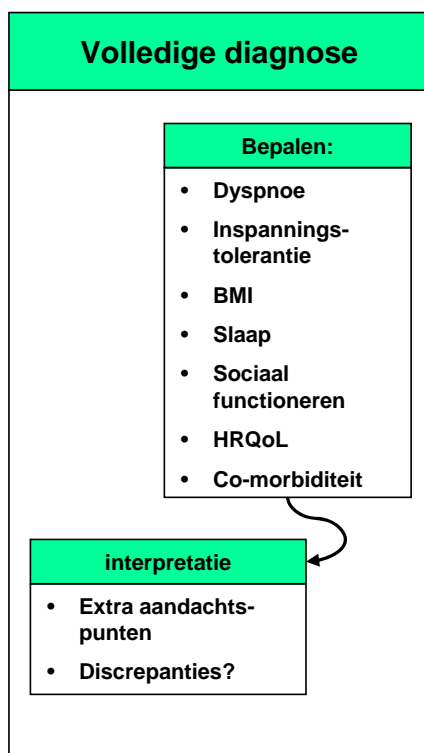 Volledige diagnose
Bepalen:
• Dyspnoe
• Inspannings-
tolerantie
• BMI
• Slaap
• Sociaal
functioneren
• HRQoL
• Co-morbiditeit
interpretatie
• Extra aandachts-
punten
• Discrepanties?